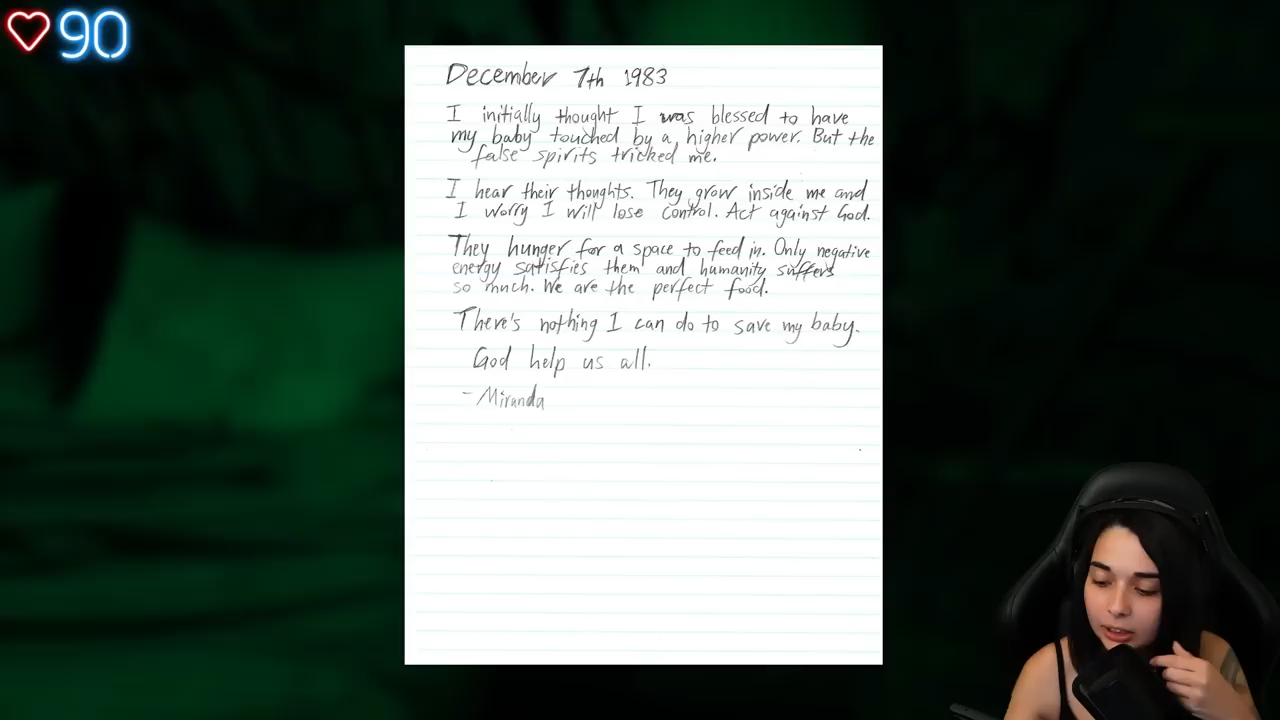 90
December 7th 1983
I initially thought I was blessed to have
my baby touched by a higher power. But the
false spirits tricked me.
I hear their thoughts. They grow inside me and
I worry I will lose control. Act against God.
They hunger for a space to feed in. Only negative
energy satisfies them and humanity suffers
so much. We are the perfect food.
There's nothing I can do to save my baby.
God help us all.
- Miranda